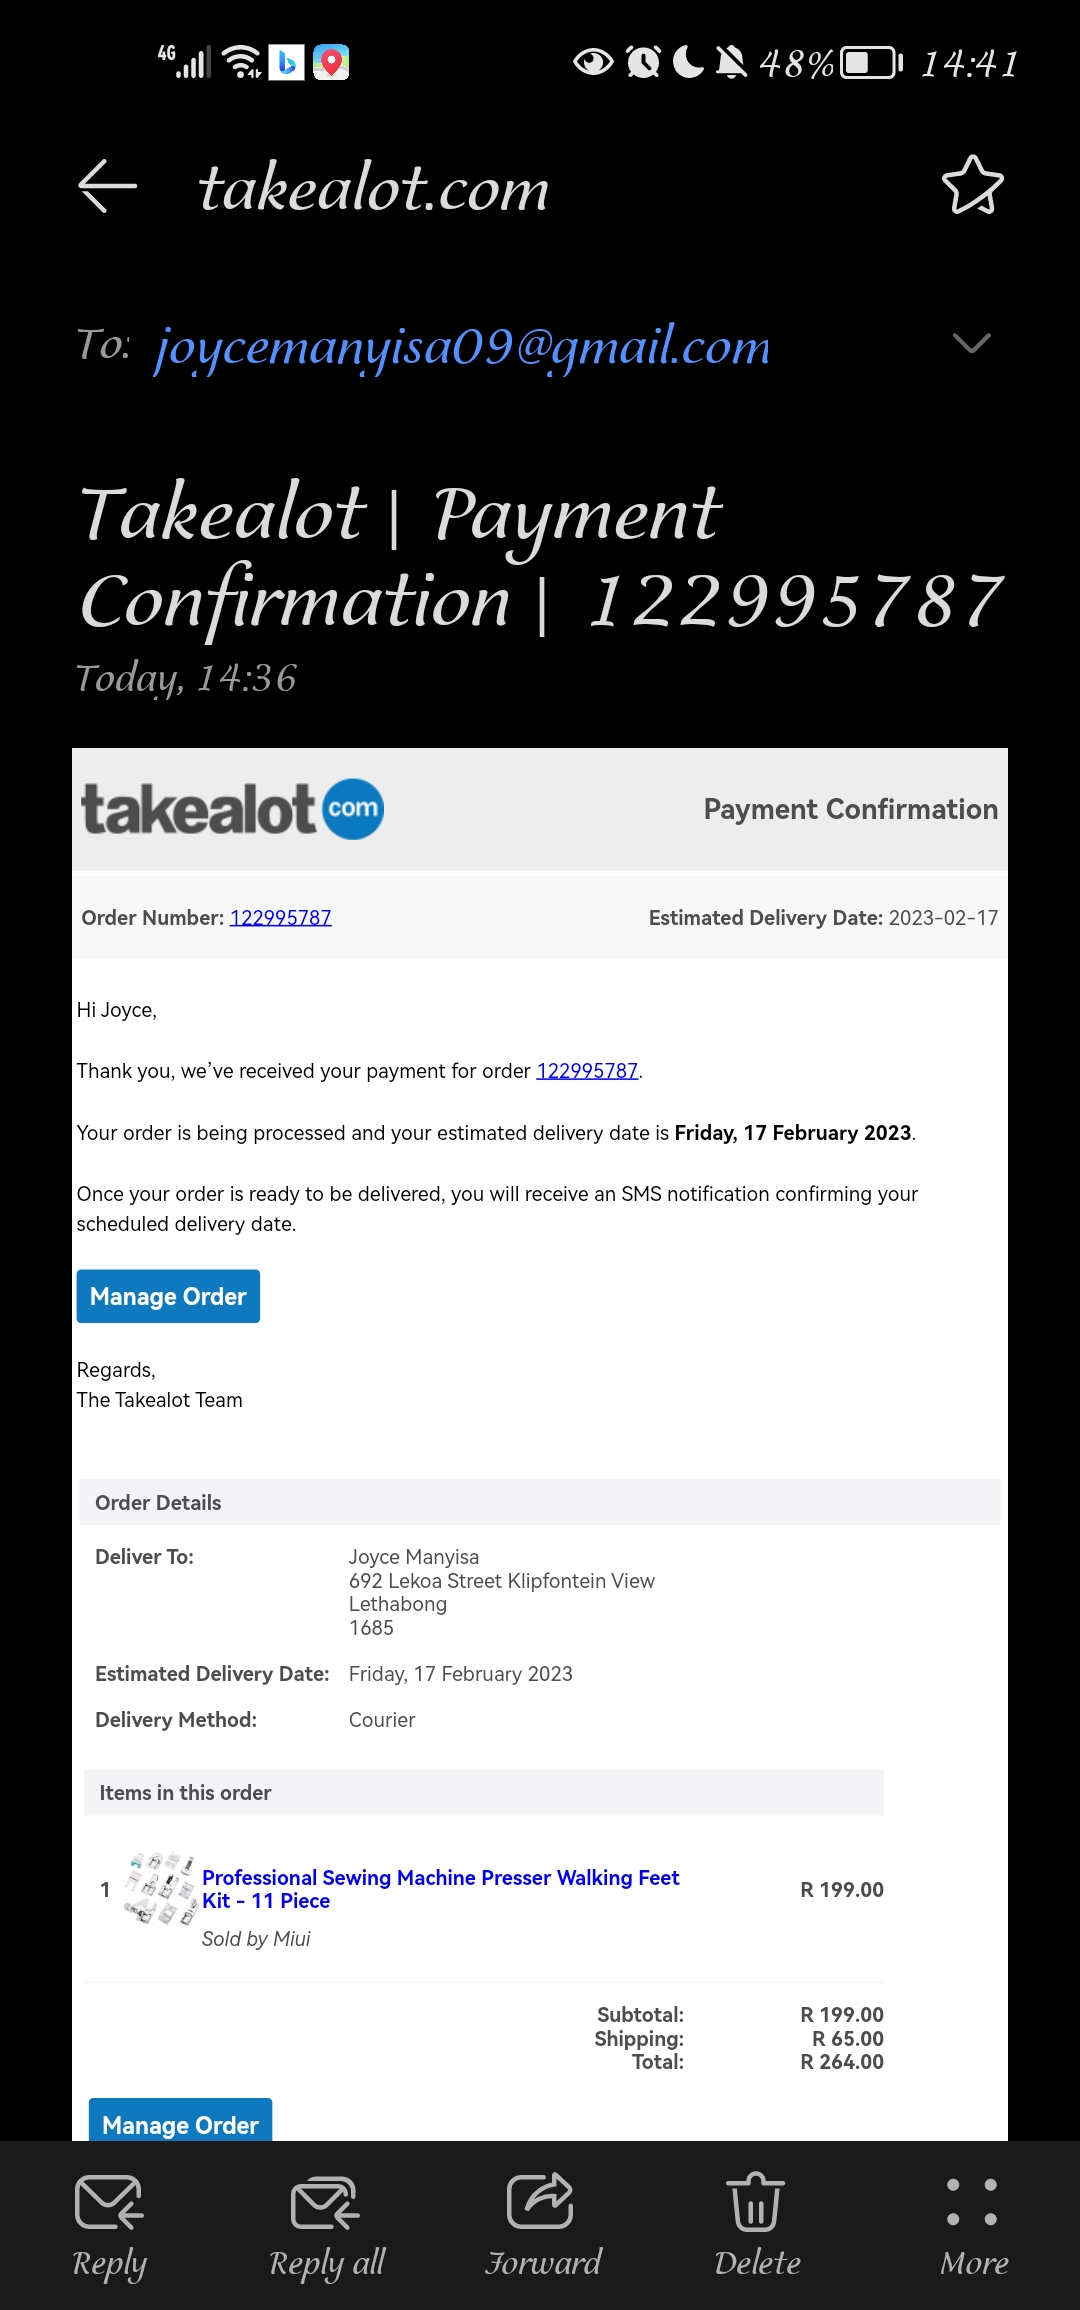 4G 48% 14:41
takealot.com
To: joycemanyisa09@gmail.com
Takealot | Payment
Confirmation | 122995787
Today, 14:36
takealot com Payment Confirmation
Order Number: 122995787 Estimated Delivery Date: 2023-02-17
Hi Joyce,
Thank you, we've received your payment for order 122995787.
Your order is being processed and your estimated delivery date is Friday, 17 February 2023.
Once your order is ready to be delivered, you will receive an SMS notification confirming your
scheduled delivery date.
Manage Order
Regards,
The Takealot Team
Order Details
Deliver To: Joyce Manyisa
692 Lekoa Street Klipfontein View
Lethabong
1685
Estimated Delivery Date: Friday, 17 February 2023
Delivery Method: Courier
Items in this order
1 Professional Sewing Machine Presser Walking Feet
Kit - 11 Piece R 199.00
Sold by Miui
Subtotal: R 199.00
Shipping: R 65.00
Total: R 264.00
Manage Order
Reply Reply all Forward Delete More